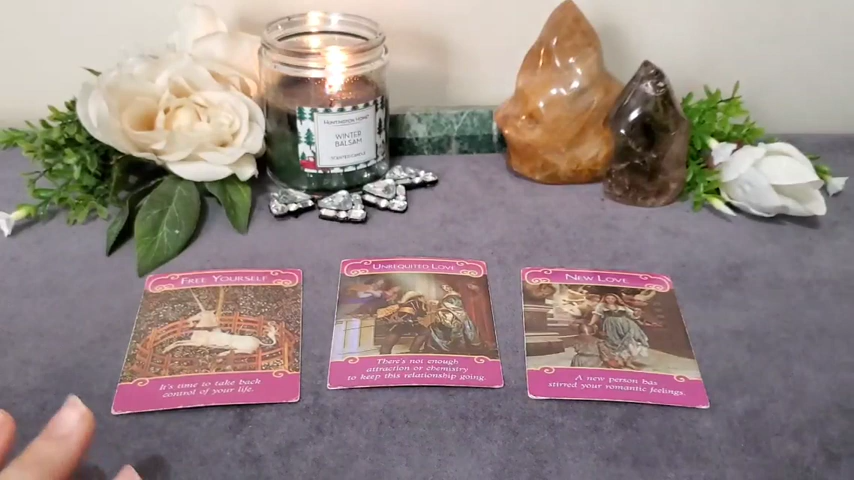 HUNTINGTON HOME
WINTER
BALSAM
FREE YOURSELF
It's time to take back
control of your life.
UNREQUITED LOVE
There's not enough
attraction or chemistry
to keep this relationship going.
NEW LOVE
A new person has
stirred your romantic feelings.